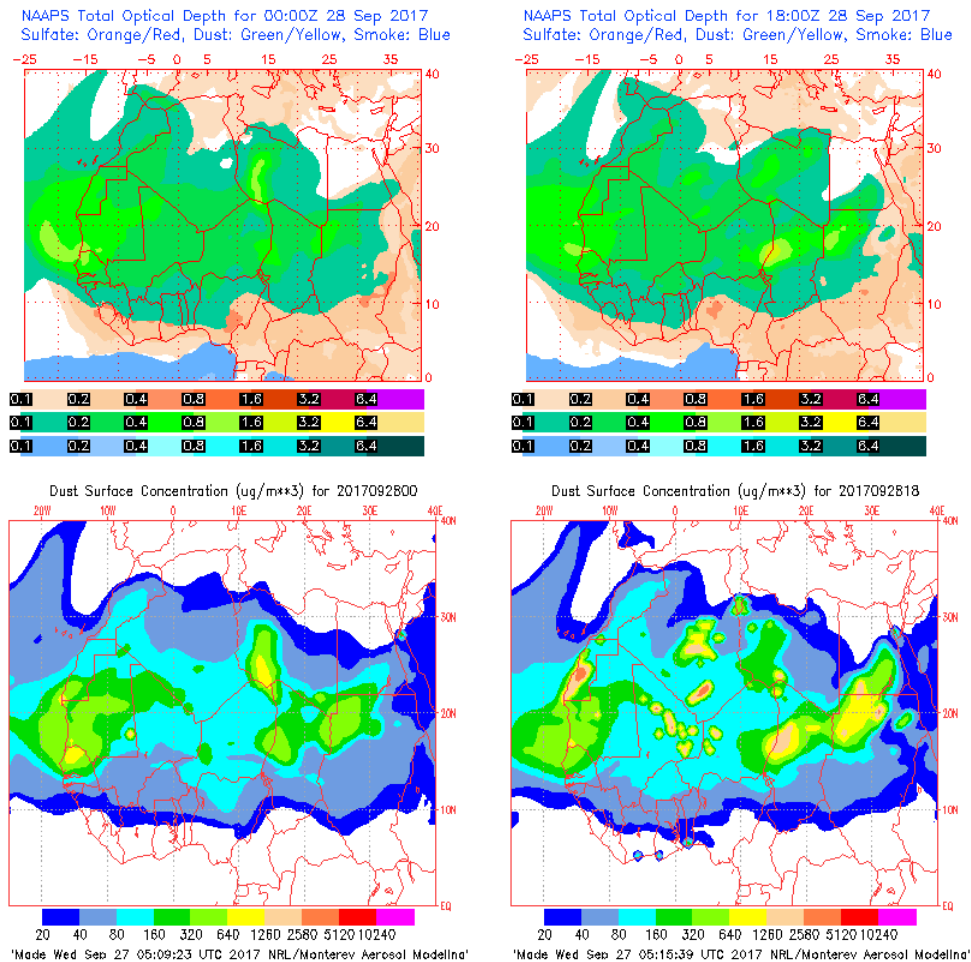 NAAPS Total Optical Depth for 00:00Z 28 Sep 2017
Sulfate: Orange/Red, Dust: Green/Yellow, Smoke: Blue
-25 -15 -5 0 5 15 25 35
40
30
20
10
0
0.1 0.2 0.4 0.8 1.6 3.2 6.4
0.1 0.2 0.4 0.8 1.6 3.2 6.4
0.1 0.2 0.4 0.8 1.6 3.2 6.4
NAAPS Total Optical Depth for 18:00Z 28 Sep 2017
Sulfate: Orange/Red, Dust: Green/Yellow, Smoke: Blue
-25 -15 -5 0 5 15 25 35
40
30
20
10
0
0.1 0.2 0.4 0.8 1.6 3.2 6.4
0.1 0.2 0.4 0.8 1.6 3.2 6.4
0.1 0.2 0.4 0.8 1.6 3.2 6.4
Dust Surface Concentration (ug/m**3) for 2017092800
20W 10W 0 10E 20E 30E 40E
40N
30N
20N
10N
EQ
20 40 80 160 320 640 1260 2580 5120 10240
'Made Wed Sep 27 05:09:23 UTC 2017 NRL/Monterey Aerosol Modeling'
Dust Surface Concentration (ug/m**3) for 2017092818
20W 10W 0 10E 20E 30E 40E
40N
30N
20N
10N
EQ
20 40 80 160 320 640 1260 2580 5120 10240
'Made Wed Sep 27 05:15:39 UTC 2017 NRL/Monterey Aerosol Modeling'